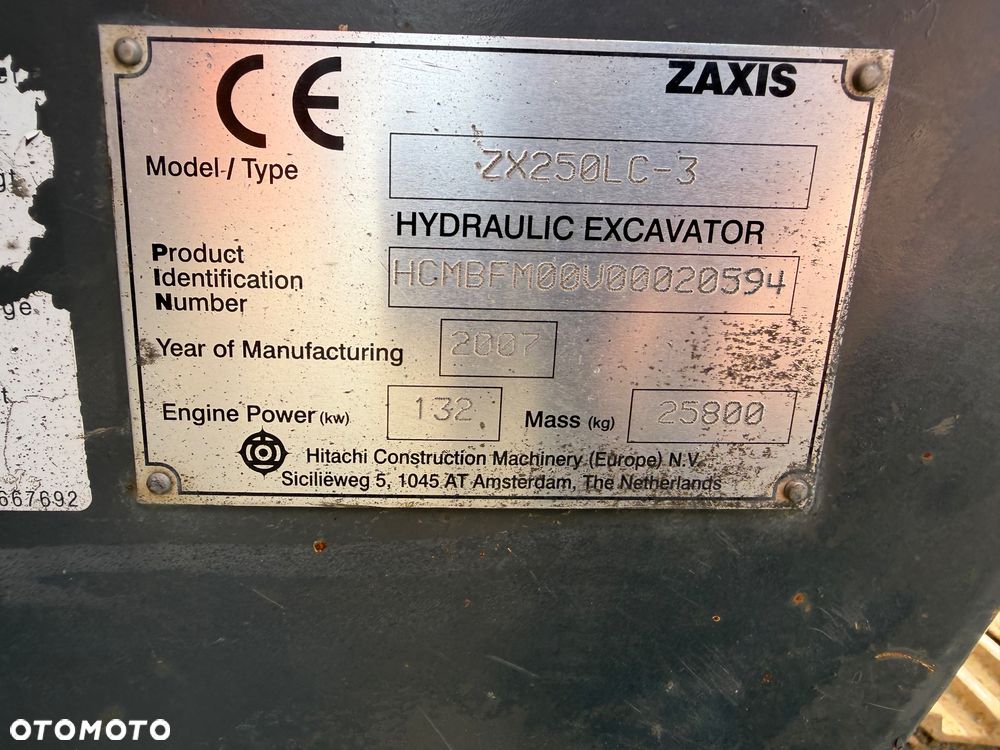 CE
ZAXIS
Model / Type
ZX250LC-3
HYDRAULIC EXCAVATOR
Product
Identification
Number
HCMBFM00V00020594
Year of Manufacturing
2007
Engine Power (kw)
132
Mass (kg)
25800
Hitachi Construction Machinery (Europe) N.V.
Siciliëweg 5, 1045 AT Amsterdam, The Netherlands
667692
OTOMOTO